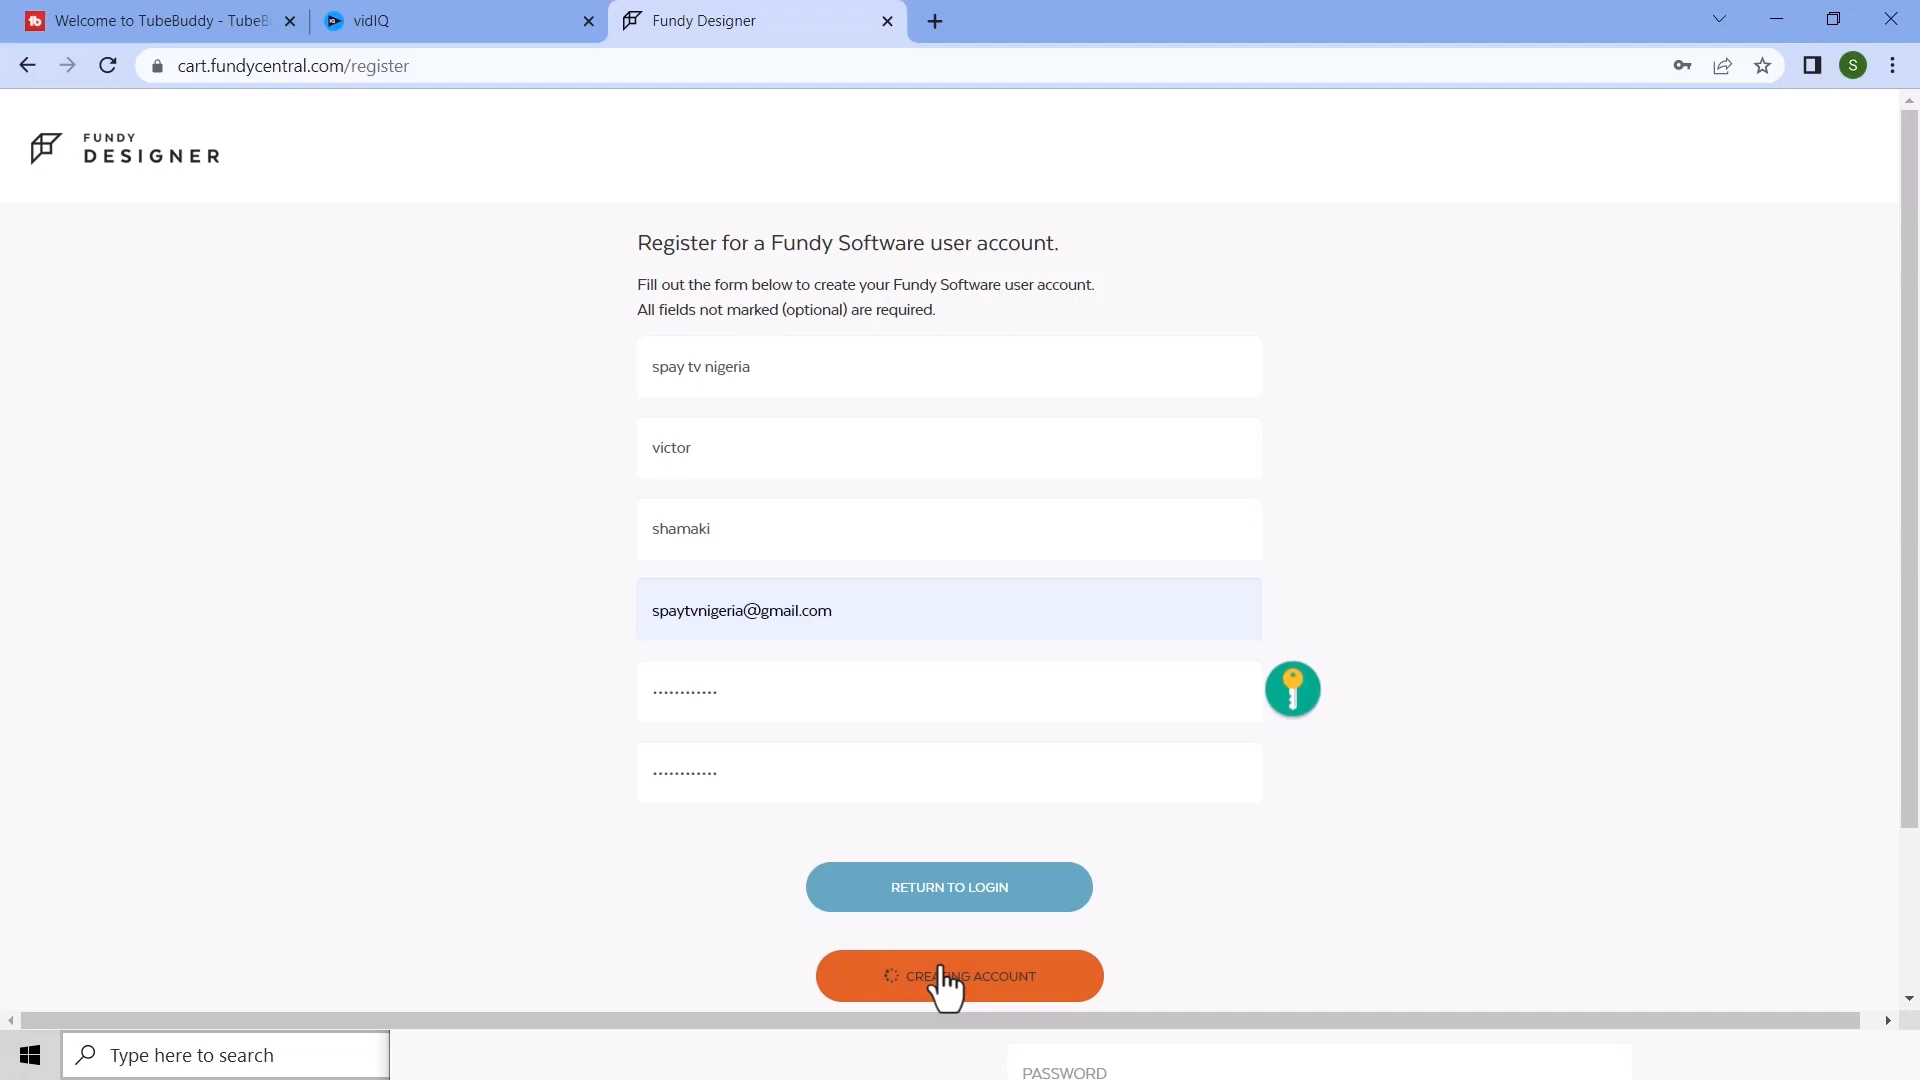 Welcome to TubeBuddy - TubeB
vidIQ
Fundy Designer
cart.fundycentral.com/register
S
FUNDY
DESIGNER
Register for a Fundy Software user account.
Fill out the form below to create your Fundy Software user account.
All fields not marked (optional) are required.
spay tv nigeria
victor
shamaki
spaytvnigeria@gmail.com
............
............
RETURN TO LOGIN
CREATING ACCOUNT
Type here to search
PASSWORD